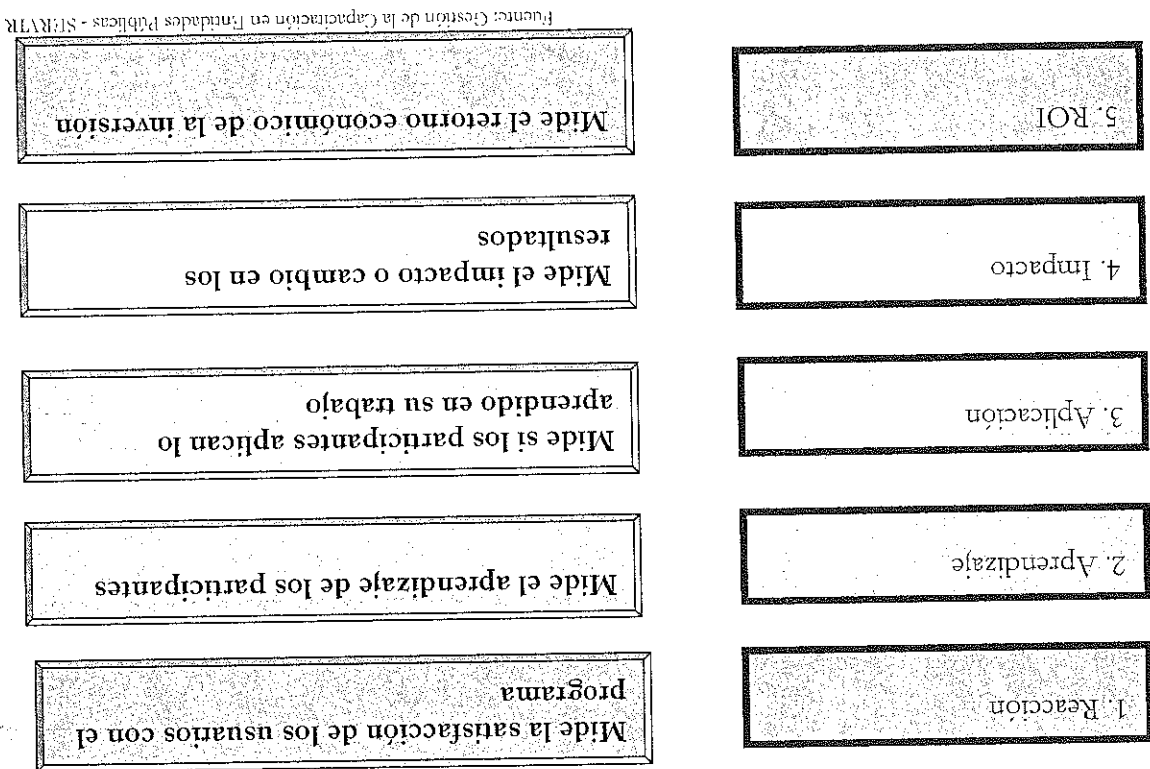 1. Reacción
Mide la satisfacción de los usuarios con el
programa
2. Aprendizaje
Mide el aprendizaje de los participantes
3. Aplicación
Mide si los participantes aplican lo
aprendido en su trabajo
4. Impacto
Mide el impacto o cambio en los
resultados
5. ROI
Mide el retorno económico de la inversión
Fuente: Gestión de la Capacitación en Entidades Públicas - SERVIR